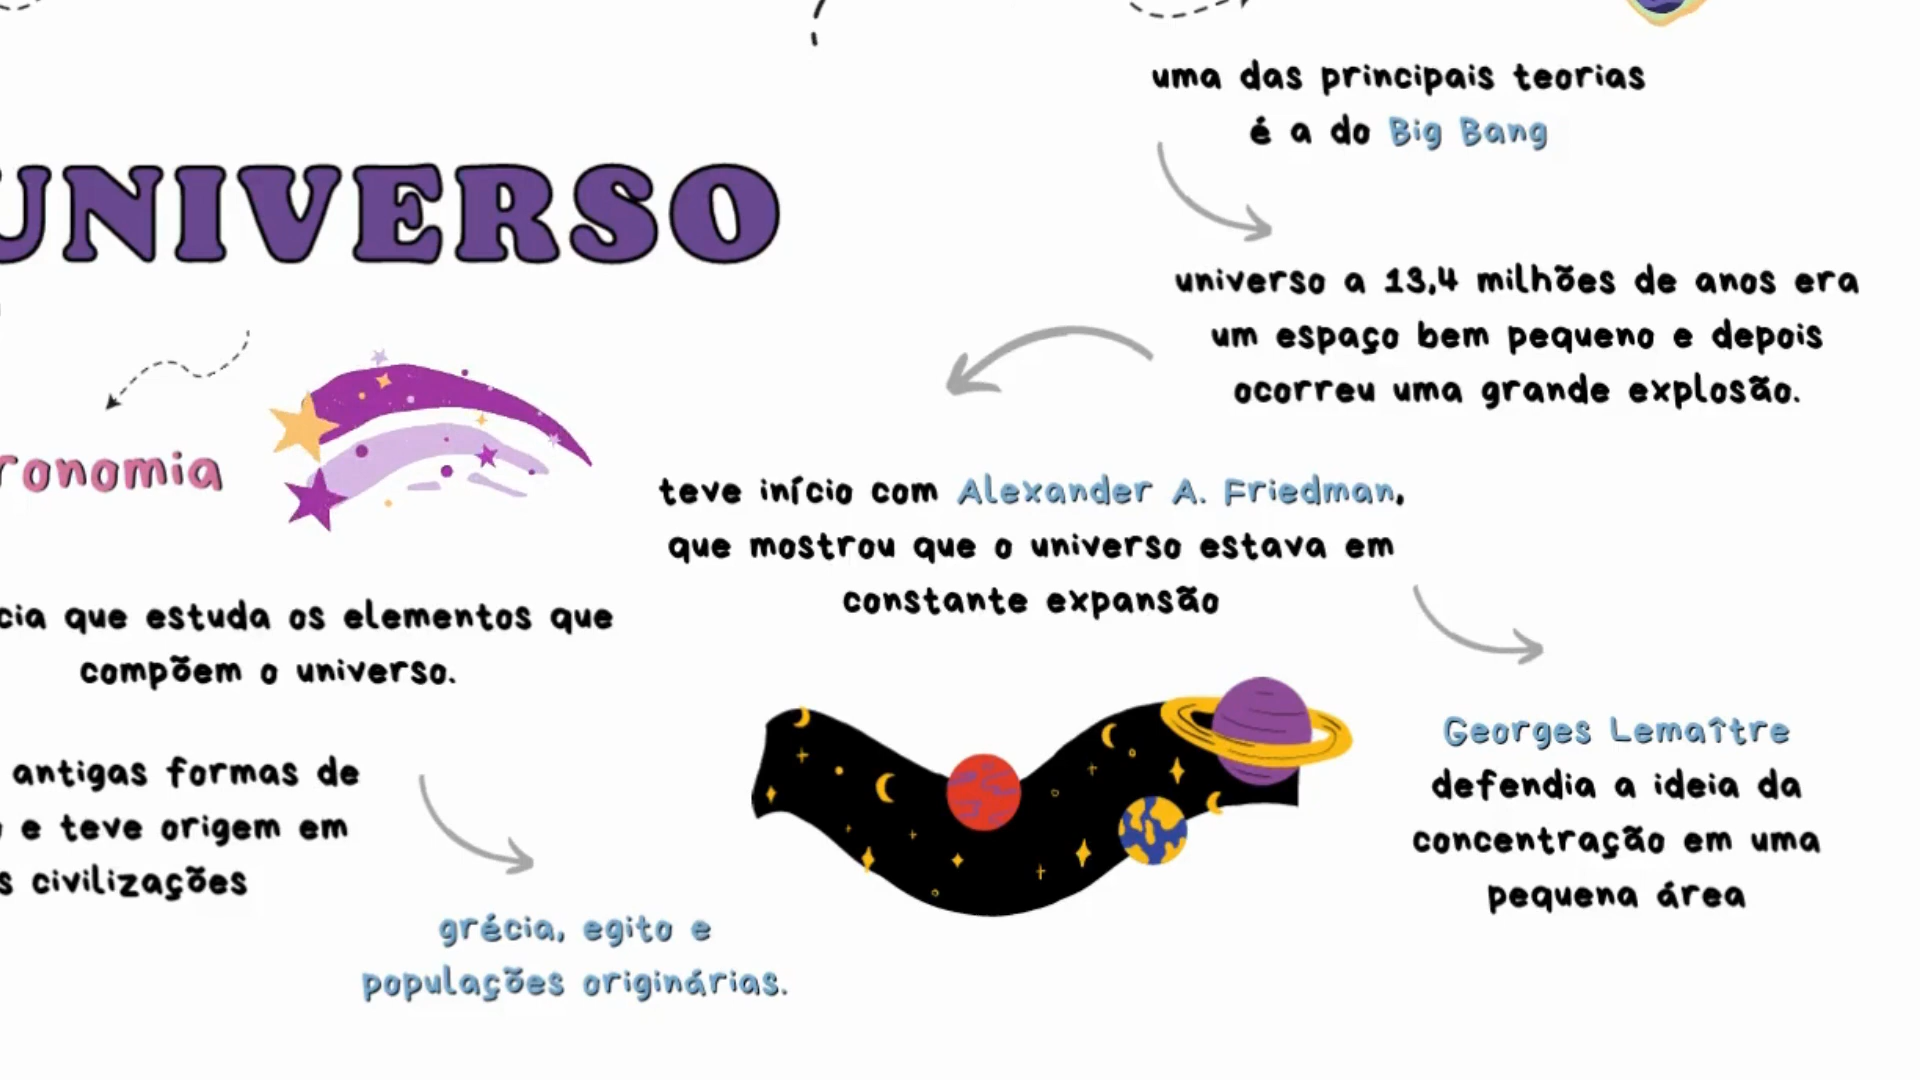 UNIVERSO
uma das principais teorias
é a do Big Bang
universo a 13,4 milhões de anos era
um espaço bem pequeno e depois
ocorreu uma grande explosão.
teve início com Alexander A. Friedman,
que mostrou que o universo estava em
constante expansão
Georges Lemaître
defendia a ideia da
concentração em uma
pequena área
ronomia
cia que estuda os elementos que
compõem o universo.
antigas formas de
e teve origem em
s civilizações
grécia, egito e
populações originárias.